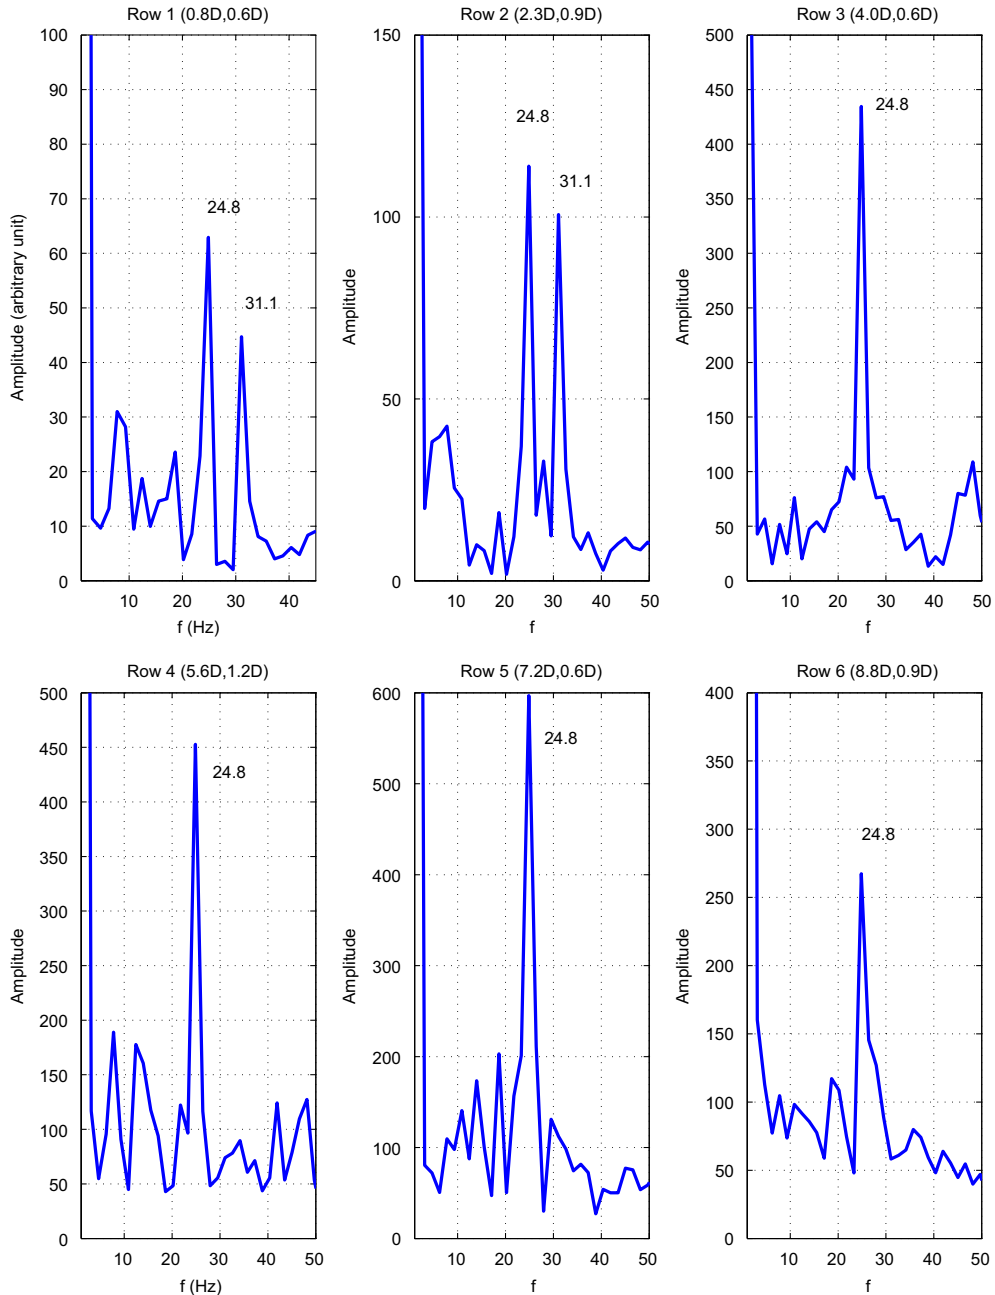 Row 1 (0.8D,0.6D)
Amplitude (arbitrary unit)
100
90
80
70
60
50
40
30
20
10
0
24.8
31.1
10 20 30 40
f (Hz)
Row 2 (2.3D,0.9D)
Amplitude
150
100
50
0
24.8
31.1
10 20 30 40 50
f
Row 3 (4.0D,0.6D)
Amplitude
500
450
400
350
300
250
200
150
100
50
0
24.8
10 20 30 40 50
f
Row 4 (5.6D,1.2D)
Amplitude
500
450
400
350
300
250
200
150
100
50
0
24.8
10 20 30 40 50
f (Hz)
Row 5 (7.2D,0.6D)
Amplitude
600
500
400
300
200
100
0
24.8
10 20 30 40 50
f
Row 6 (8.8D,0.9D)
Amplitude
400
350
300
250
200
150
100
50
0
24.8
10 20 30 40 50
f